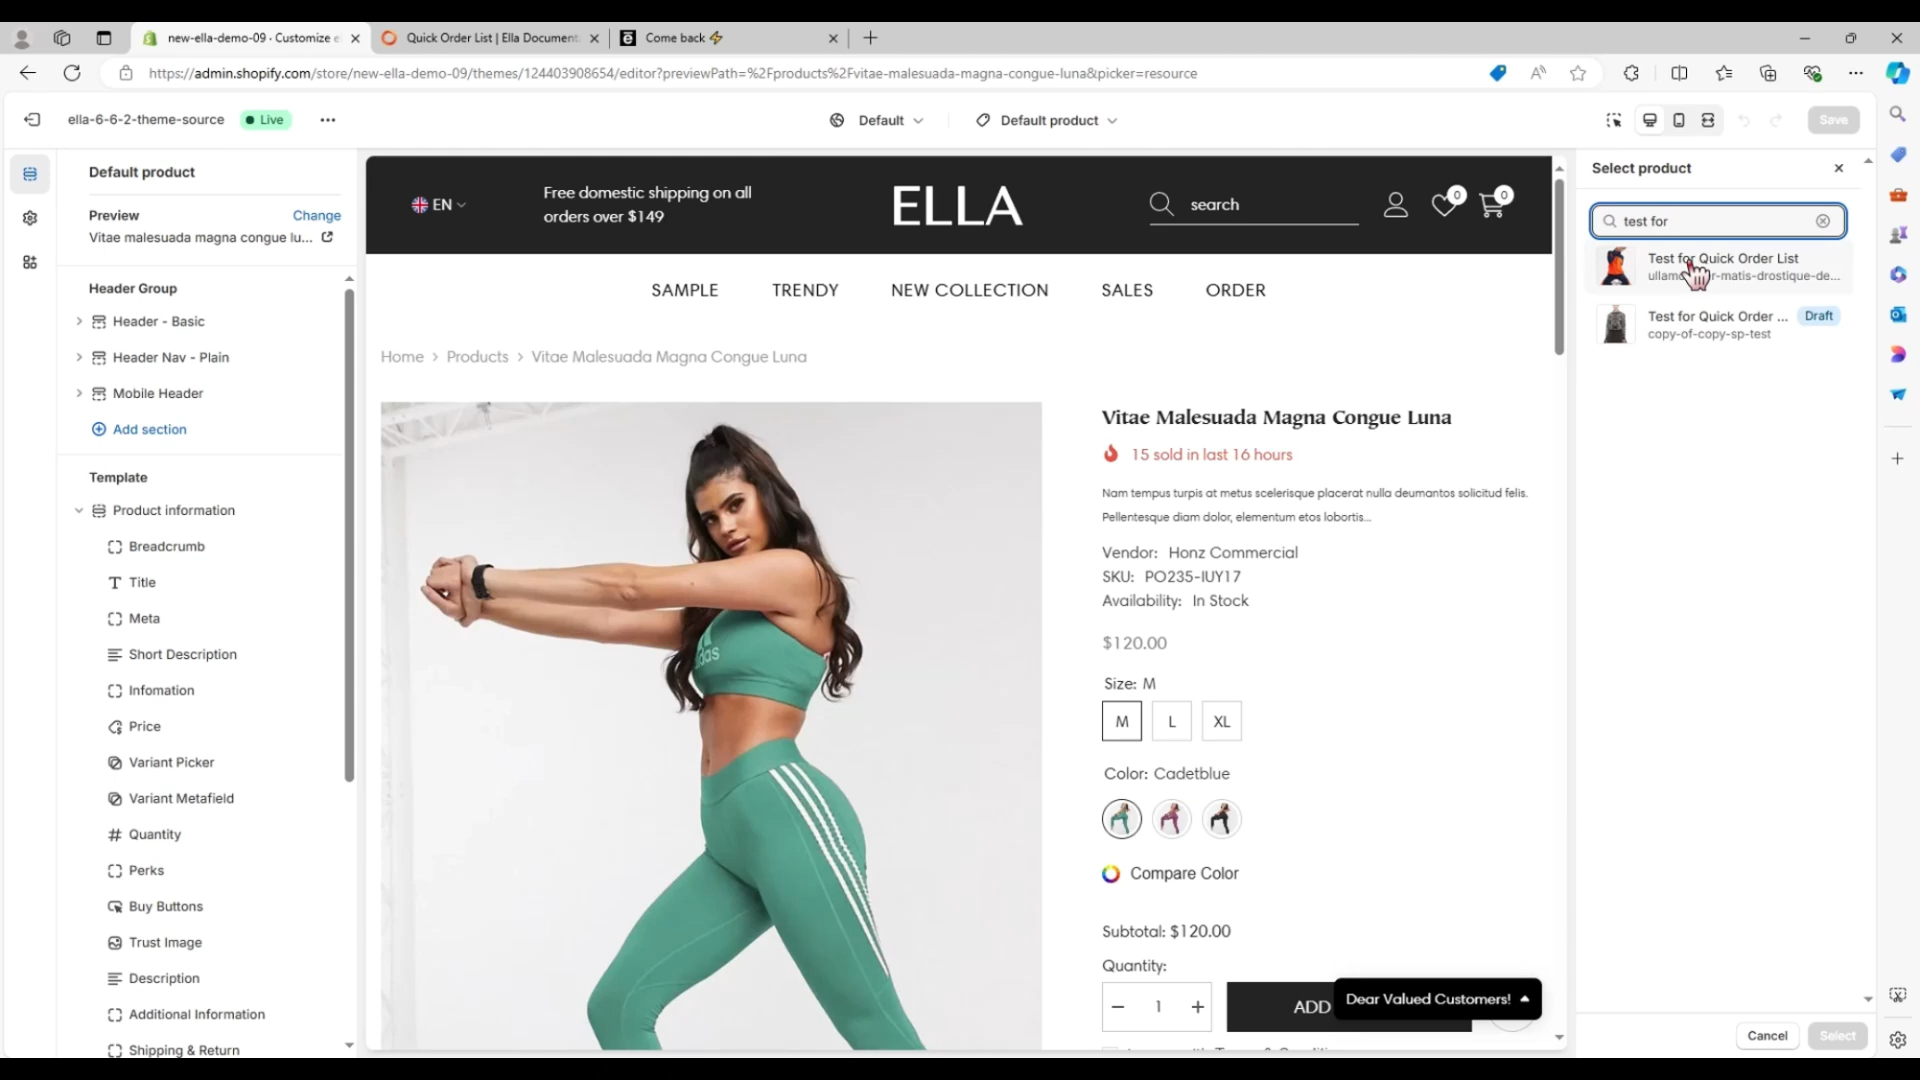 new-ella-demo-09 · Customize e
Quick Order List | Ella Document
Come back ⚡
https://admin.shopify.com/store/new-ella-demo-09/themes/124403908654/editor?previewPath=%2Fproducts%2Fvitae-malesuada-magna-congue-luna&picker=resource
ella-6-6-2-theme-source
Live
Default
Default product
Save
Default product
Preview
Change
Vitae malesuada magna congue lu...
Header Group
Header - Basic
Header Nav - Plain
Mobile Header
Add section
Template
Product information
Breadcrumb
Title
Meta
Short Description
Infomation
Price
Variant Picker
Variant Metafield
Quantity
Perks
Buy Buttons
Trust Image
Description
Additional Information
Shipping & Return
EN
Free domestic shipping on all
orders over $149
ELLA
search
0
0
SAMPLE
TRENDY
NEW COLLECTION
SALES
ORDER
Home > Products > Vitae Malesuada Magna Congue Luna
Vitae Malesuada Magna Congue Luna
15 sold in last 16 hours
Nam tempus turpis at metus scelerisque placerat nulla deumantos solicitud felis.
Pellentesque diam dolor, elementum etos lobortis...
Vendor: Honz Commercial
SKU: PO235-IUY17
Availability: In Stock
$120.00
Size: M
M
L
XL
Color: Cadetblue
Compare Color
Subtotal: $120.00
Quantity:
1
ADD
Dear Valued Customers!
Select product
test for
Test for Quick Order List
Test for Quick Order ...
Draft
copy-of-copy-sp-test
Cancel
Select